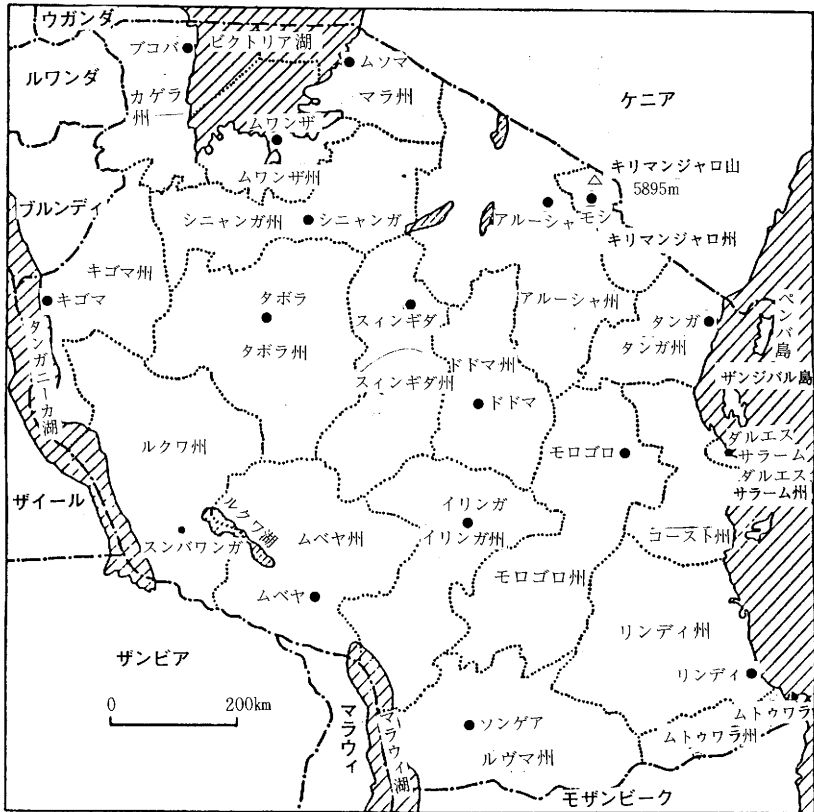 ウガンダ
ビクトリア湖
ブコバ
ムソマ
ルワンダ
カゲラ
州
マラ州
ケニア
ムワンザ
ムワンザ州
キリマンジャロ山
5895m
ブルンディ
シニャンガ州
シニャンガ
アルーシャ
モシ
キリマンジャロ州
キゴマ州
キゴマ
タボラ
タボラ州
スィンギダ
スィンギダ州
アルーシャ州
タンガ
タンガ州
ペンバ島
タンガニーカ湖
ドドマ州
ドドマ
ザンジバル島
ルクワ州
モロゴロ
ダルエス
サラーム
ダルエス
サラーム州
ザイール
ルクワ湖
スンバワンガ
ムベヤ州
イリンガ
イリンガ州
コースト州
ムベヤ
モロゴロ州
リンディ州
ザンビア
リンディ
0
200km
マラウィ
マラウィ湖
ソンゲア
ルヴマ州
ムトゥワラ
ムトゥワラ州
モザンビーク